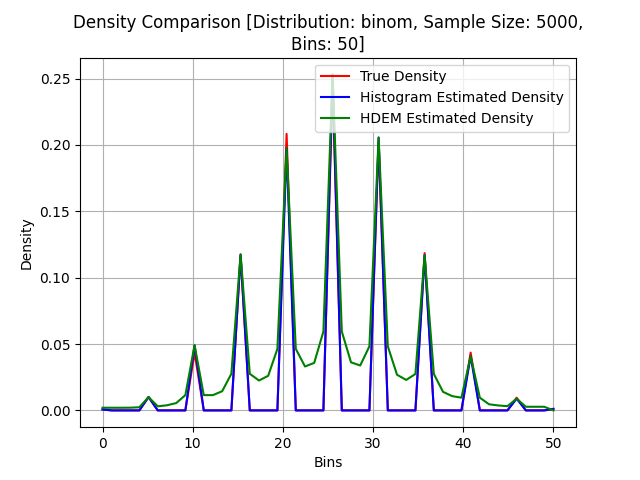 Density Comparison [Distribution: binom, Sample Size: 5000,
Bins: 50]
True Density
Histogram Estimated Density
HDEM Estimated Density
Density
0.25
0.20
0.15
0.10
0.05
0.00
0 10 20 30 40 50
Bins